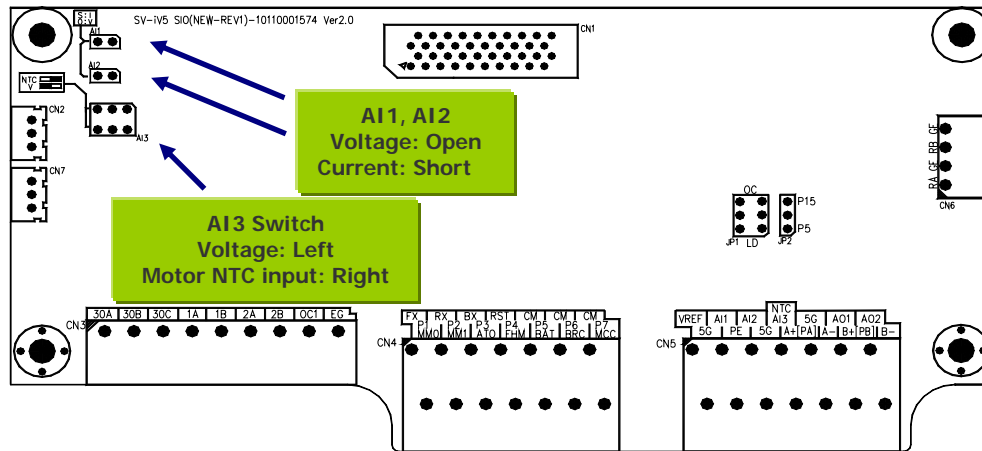 S:I
O:V
SV-iV5 SIO(NEW-REV1)-10110001574 Ver2.0
AI1
CN1
AI2
NTC
V
CN2
AI3
CN7
AI1, AI2
Voltage: Open
Current: Short
AI3 Switch
Voltage: Left
Motor NTC input: Right
OC
P15
P5
JP1 LD JP2
RA GF RB GF
CN6
CN3
30A 30B 30C 1A 1B 2A 2B OC1 EG
CN4
FX RX BX RST CM CM CM
P1 P2 P3 P4 P5 P6 P7
MM0 MM1 ATO FHM BAT BRC MCC
CN5
NTC
VREF AI1 AI2 AI3 5G AO1 AO2
5G PE 5G A+ PA A- B+ PB B-